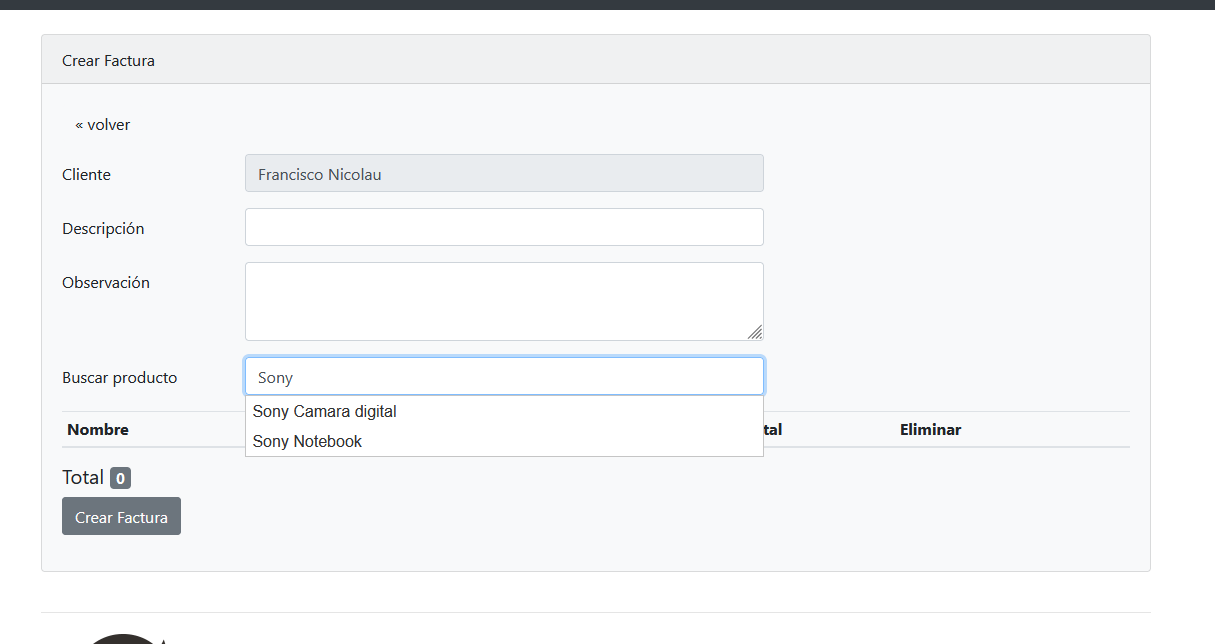 Crear Factura
« volver
Cliente
Francisco Nicolau
Descripción
Observación
Buscar producto
Sony
Sony Camara digital
Sony Notebook
Nombre
tal
Eliminar
Total 0
Crear Factura